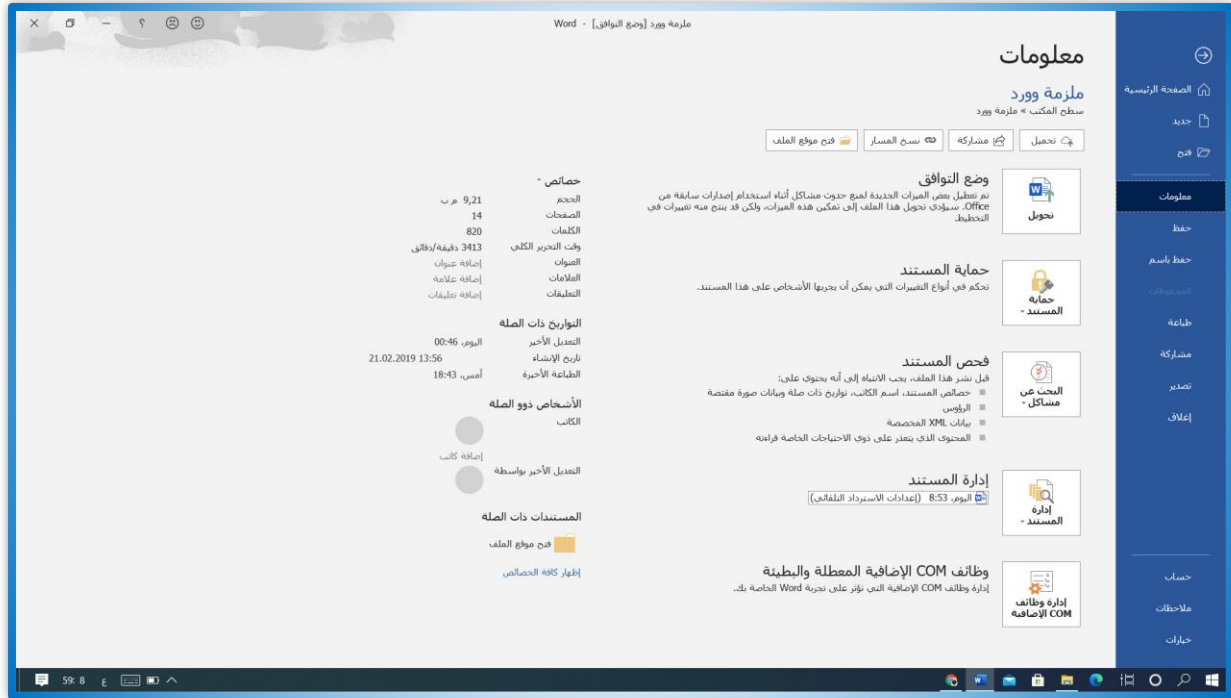 ملزمة وورد [وضع التوافق] - Word
الصفحة الرئيسية
جديد
فتح
معلومات
حفظ
حفظ باسم
المحفوظات
طباعة
مشاركة
تصدير
إغلاق
حساب
ملاحظات
خيارات
معلومات
ملزمة وورد
سطح المكتب » ملزمة وورد
تحميل
مشاركة
نسخ المسار
فتح موقع الملف
تحويل
وضع التوافق
تم تعطيل بعض الميزات الجديدة لمنع حدوث مشاكل أثناء استخدام إصدارات سابقة من
Office. سيؤدي تحويل هذا الملف إلى تمكين هذه الميزات، ولكن قد ينتج منه تغييرات في
التخطيط.
حماية
المستند
حماية المستند
تحكم في أنواع التغييرات التي يمكن أن يجريها الأشخاص على هذا المستند.
البحث عن
مشاكل
فحص المستند
قبل نشر هذا الملف، يجب الانتباه إلى أنه يحتوي على:
خصائص المستند، اسم الكاتب، تواريخ ذات صلة وبيانات صورة مقتصة
الرؤوس
بيانات XML المخصصة
المحتوى الذي يتعذر على ذوي الاحتياجات الخاصة قراءته
إدارة
المستند
إدارة المستند
اليوم، 8:53 (إعدادات الاسترداد التلقائي)
إدارة وظائف
COM الإضافية
وظائف COM الإضافية المعطلة والبطيئة
إدارة وظائف COM الإضافية التي تؤثر على تجربة Word الخاصة بك.
خصائص
الحجم 9,21 م ب
الصفحات 14
الكلمات 820
وقت التحرير الكلي 3413 دقيقة/دقائق
العنوان إضافة عنوان
العلامات إضافة علامة
التعليقات إضافة تعليقات
التواريخ ذات الصلة
التعديل الأخير اليوم، 00:46
تاريخ الإنشاء 21.02.2019 13:56
الطباعة الأخيرة أمس، 18:43
الأشخاص ذوو الصلة
الكاتب
إضافة كاتب
التعديل الأخير بواسطة
المستندات ذات الصلة
فتح موقع الملف
إظهار كافة الخصائص
ع 8 :59